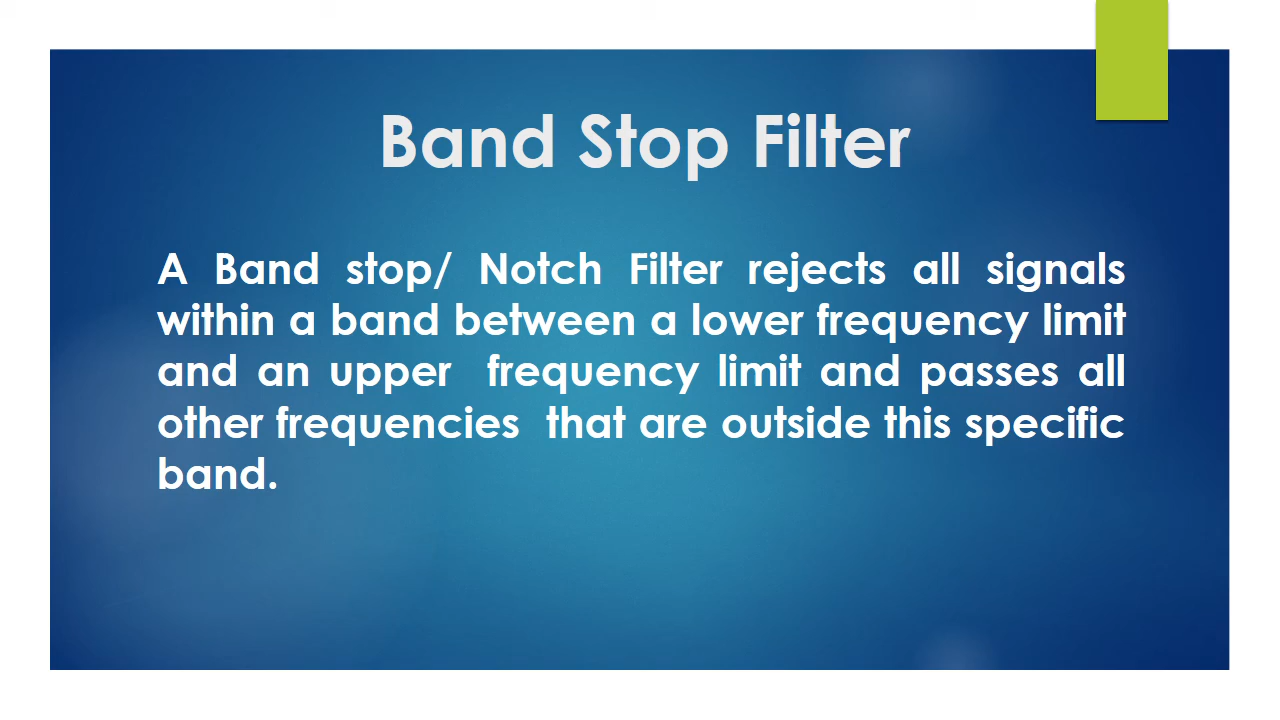 Band Stop Filter
A Band stop/ Notch Filter rejects all signals
within a band between a lower frequency limit
and an upper frequency limit and passes all
other frequencies that are outside this specific
band.